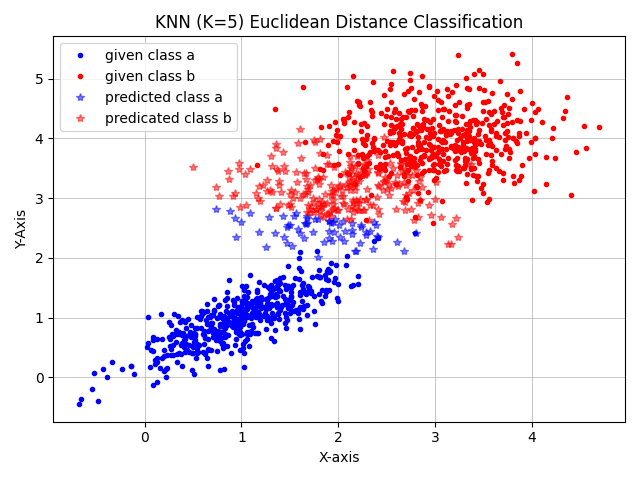 KNN (K=5) Euclidean Distance Classification
given class a
given class b
predicted class a
predicated class b
Y-Axis
5
4
3
2
1
0
0 1 2 3 4
X-axis